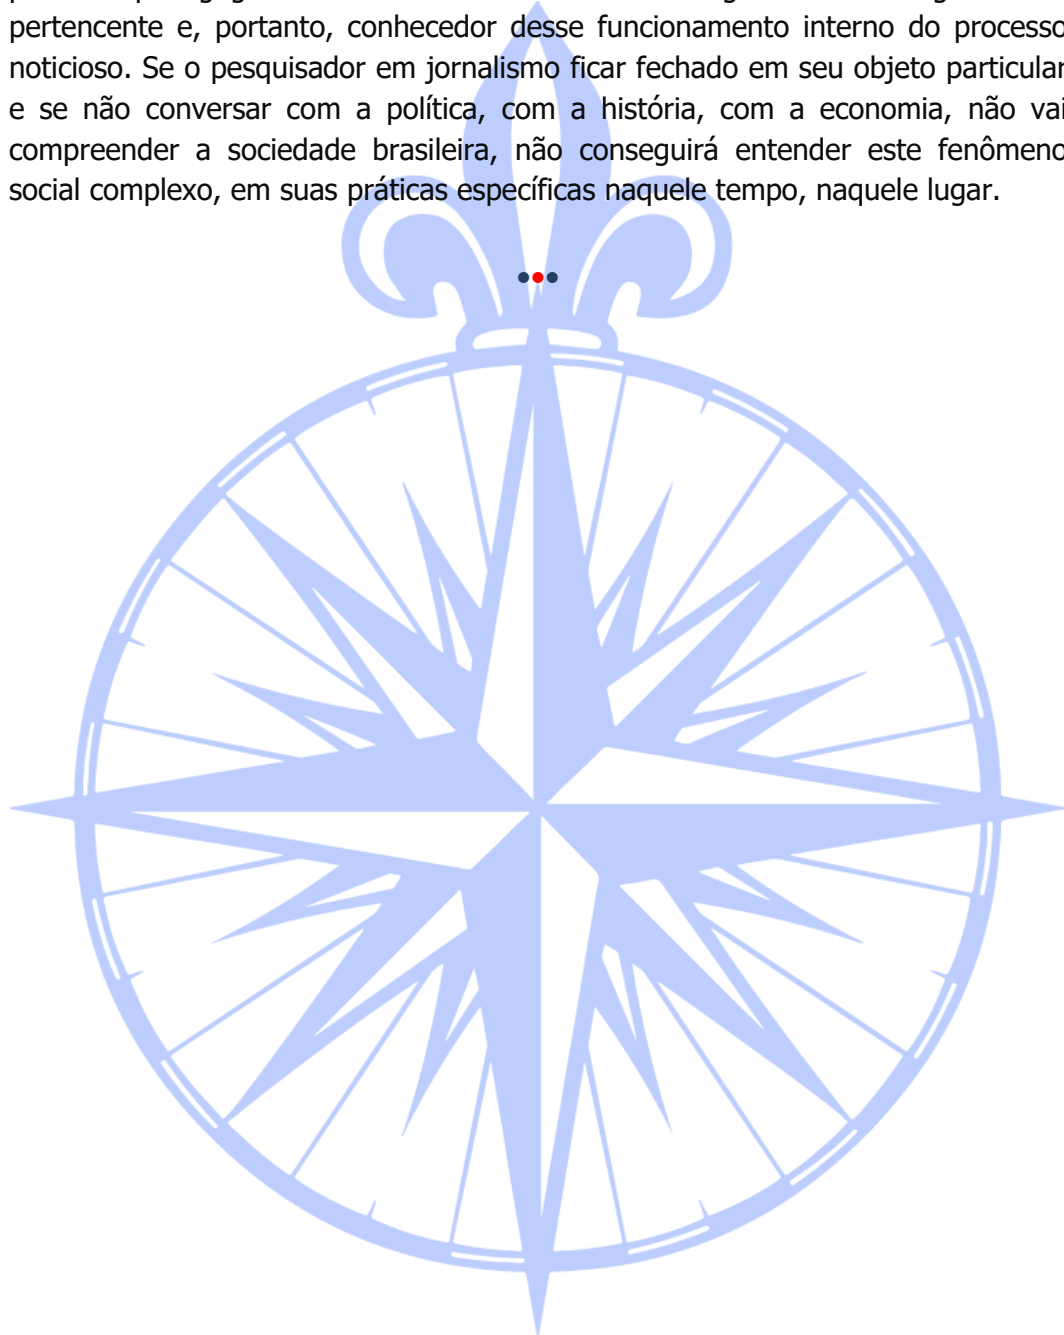 pertencente e, portanto, conhecedor desse funcionamento interno do processo
noticioso. Se o pesquisador em jornalismo ficar fechado em seu objeto particular
e se não conversar com a política, com a história, com a economia, não vai
compreender a sociedade brasileira, não conseguirá entender este fenômeno
social complexo, em suas práticas específicas naquele tempo, naquele lugar.